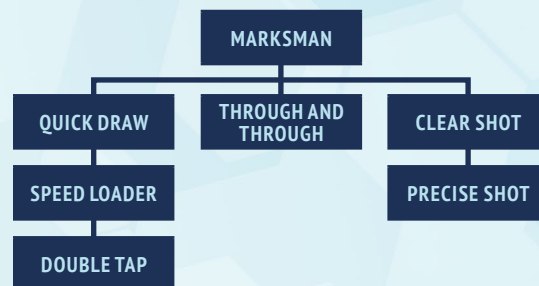 MARKSMAN
QUICK DRAW
THROUGH AND
THROUGH
CLEAR SHOT
SPEED LOADER
PRECISE SHOT
DOUBLE TAP